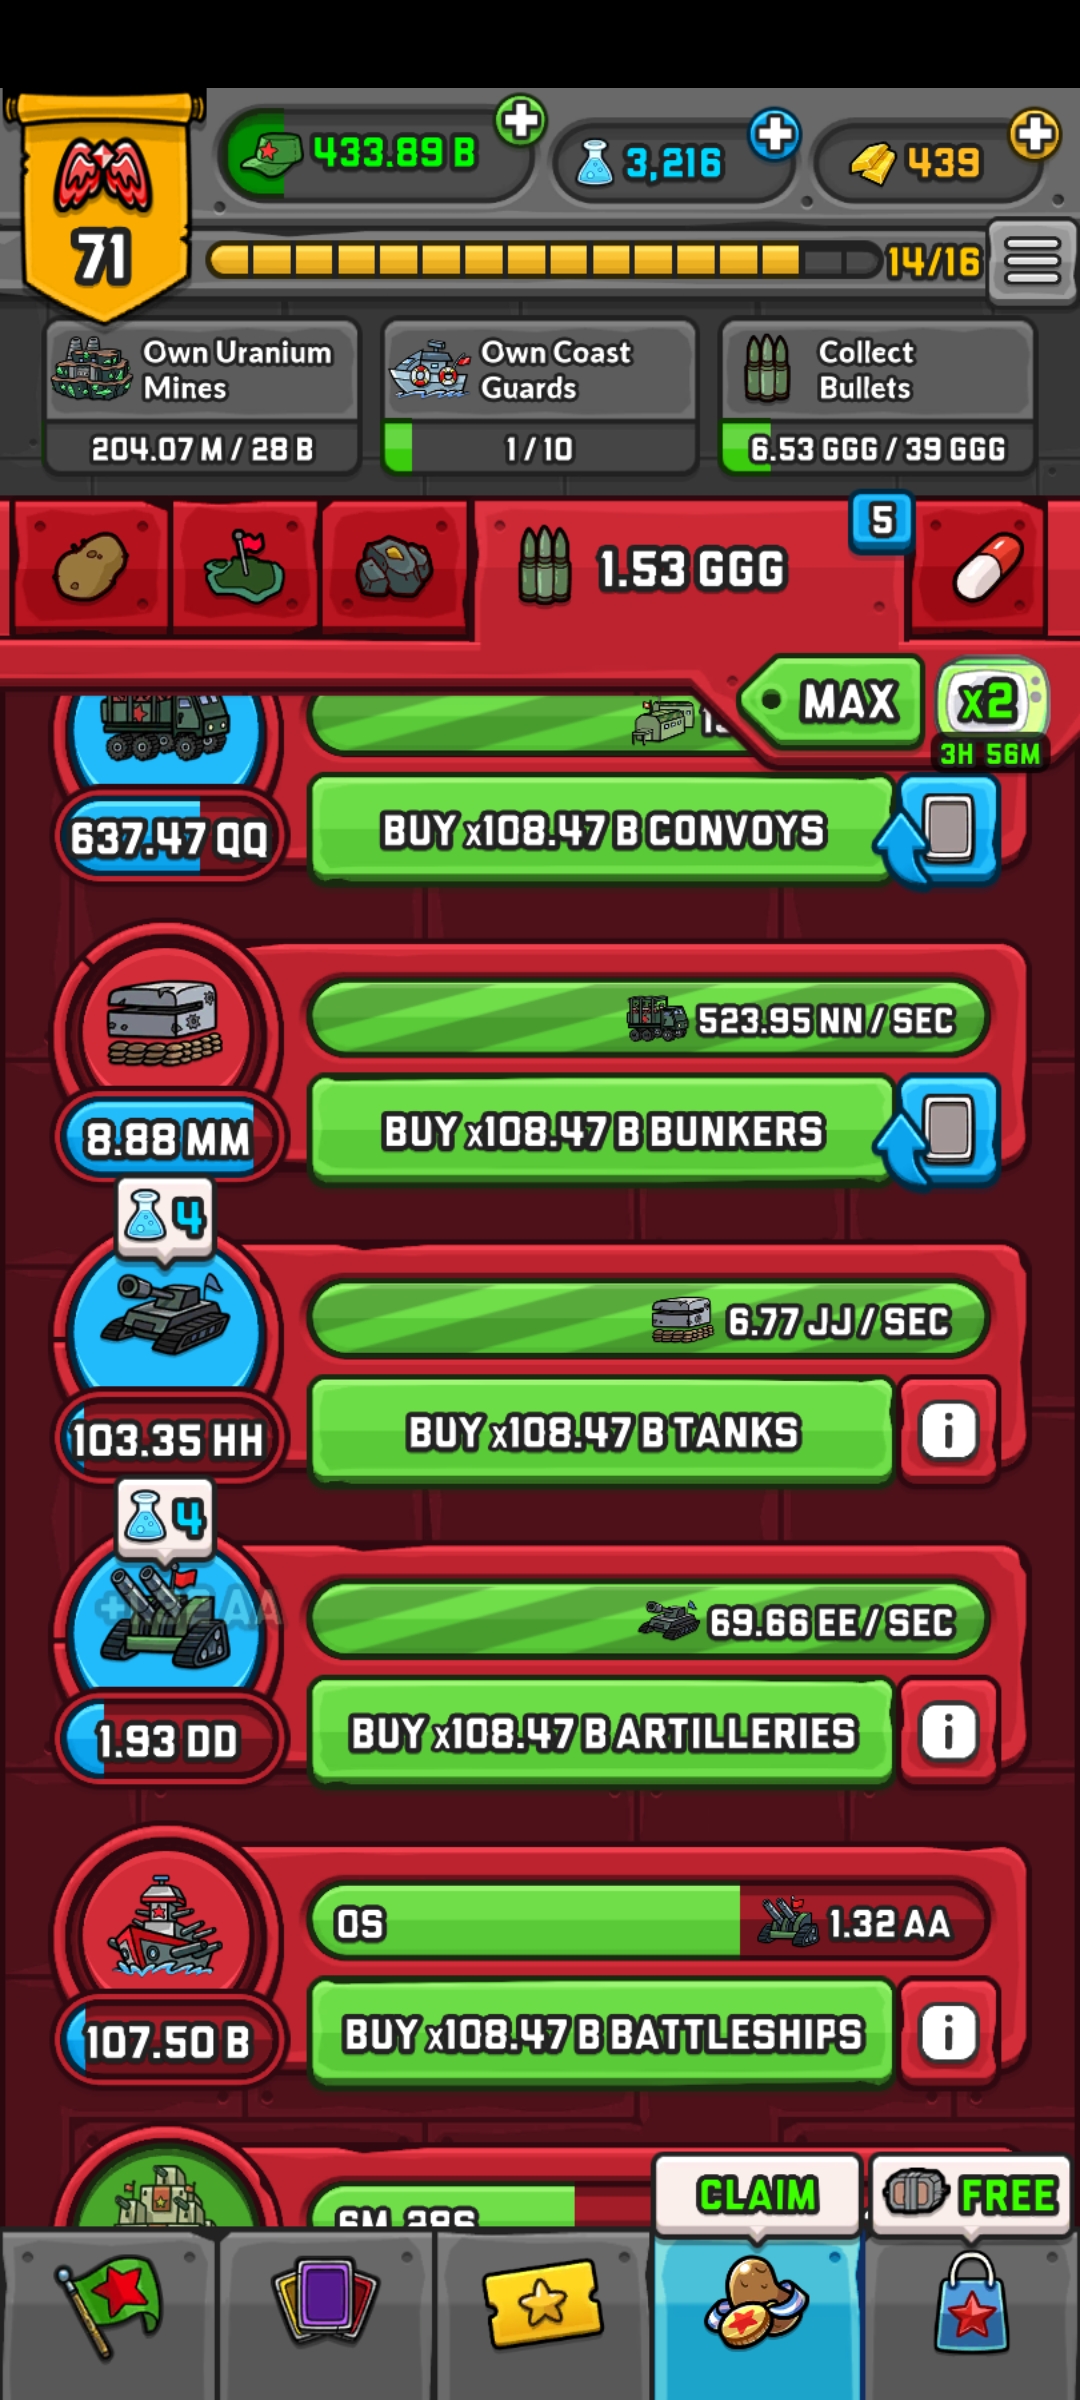 433.89 B
3,216
439
71
14/16
Own Uranium
Mines
204.07 M / 28 B
Own Coast
Guards
1 / 10
Collect
Bullets
6.53 GGG / 39 GGG
1.53 GGG
5
MAX
x2
3H 56M
637.47 QQ
BUY x108.47 B CONVOYS
523.95 NN / SEC
8.88 MM
BUY x108.47 B BUNKERS
4
6.77 JJ / SEC
103.35 HH
BUY x108.47 B TANKS
4
69.66 EE / SEC
1.93 DD
BUY x108.47 B ARTILLERIES
0S
1.32 AA
107.50 B
BUY x108.47 B BATTLESHIPS
CLAIM
FREE